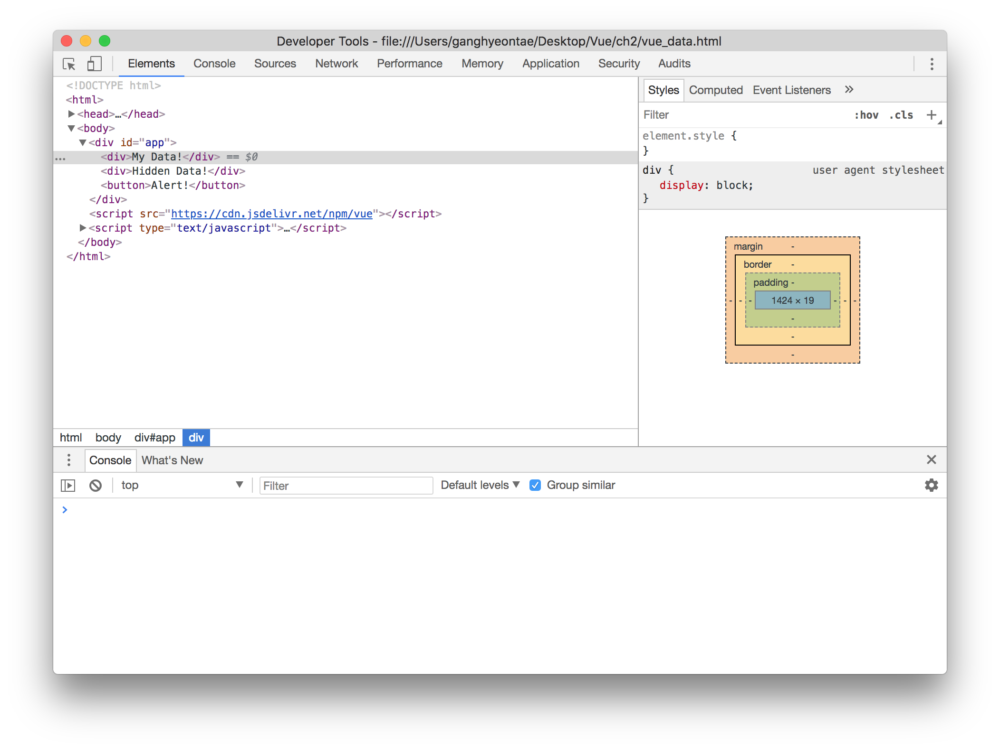 Developer Tools - file:///Users/ganghyeontae/Desktop/Vue/ch2/vue_data.html
Elements Console Sources Network Performance Memory Application Security Audits
<!DOCTYPE html>
<html>
<head>…</head>
<body>
<div id="app">
… <div>My Data!</div> == $0
<div>Hidden Data!</div>
<button>Alert!</button>
</div>
<script src="https://cdn.jsdelivr.net/npm/vue"></script>
<script type="text/javascript">…</script>
</body>
</html>
html body div#app div
Styles Computed Event Listeners »
Filter :hov .cls +
element.style {
}
div { user agent stylesheet
display: block;
}
margin -
border -
padding -
- - - 1424 × 19 - - -
-
-
-
Console What's New
top Filter Default levels Group similar
>